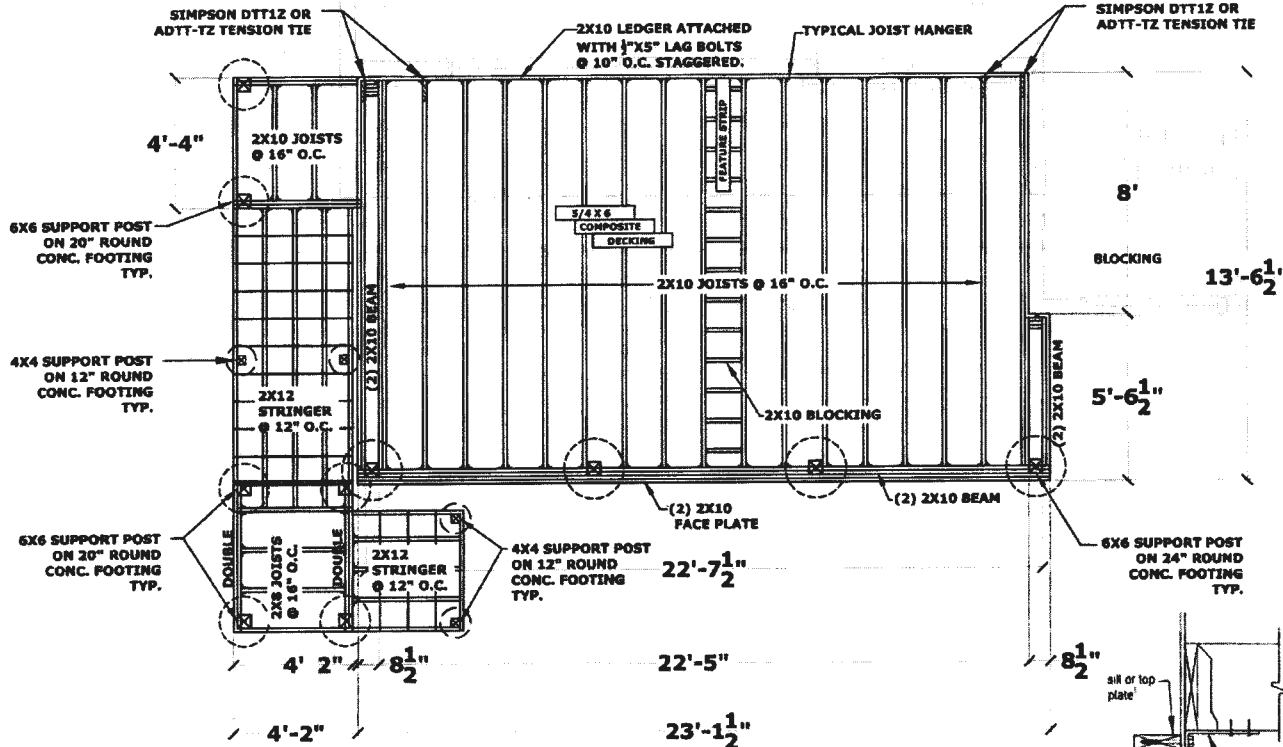 SIMPSON DTT1Z OR
ADTT-TZ TENSION TIE
2X10 LEDGER ATTACHED
WITH ½"X5" LAG BOLTS
@ 10" O.C. STAGGERED.
TYPICAL JOIST HANGER
SIMPSON DTT1Z OR
ADTT-TZ TENSION TIE
4'-4"
2X10 JOISTS
@ 16" O.C.
FEATURE STRIP
8'
6X6 SUPPORT POST
ON 20" ROUND
CONC. FOOTING
TYP.
5/4 X 6
COMPOSITE
DECKING
BLOCKING
13'-6½"
2X10 JOISTS @ 16" O.C.
(2) 2X10 BEAM
4X4 SUPPORT POST
ON 12" ROUND
CONC. FOOTING
TYP.
2X12
STRINGER
@ 12" O.C.
2X10 BLOCKING
(2) 2X10 BEAM
5'-6½"
(2) 2X10
FACE PLATE
(2) 2X10 BEAM
6X6 SUPPORT POST
ON 20" ROUND
CONC. FOOTING
TYP.
DOUBLE
2X8 JOISTS
@ 16" O.C.
DOUBLE
2X12
STRINGER
@ 12" O.C.
4X4 SUPPORT POST
ON 12" ROUND
CONC. FOOTING
TYP.
22'-7½"
6X6 SUPPORT POST
ON 24" ROUND
CONC. FOOTING
TYP.
4' 2"
8½"
22'-5"
8½"
sill or top
plate
4'-2"
23'-1½"